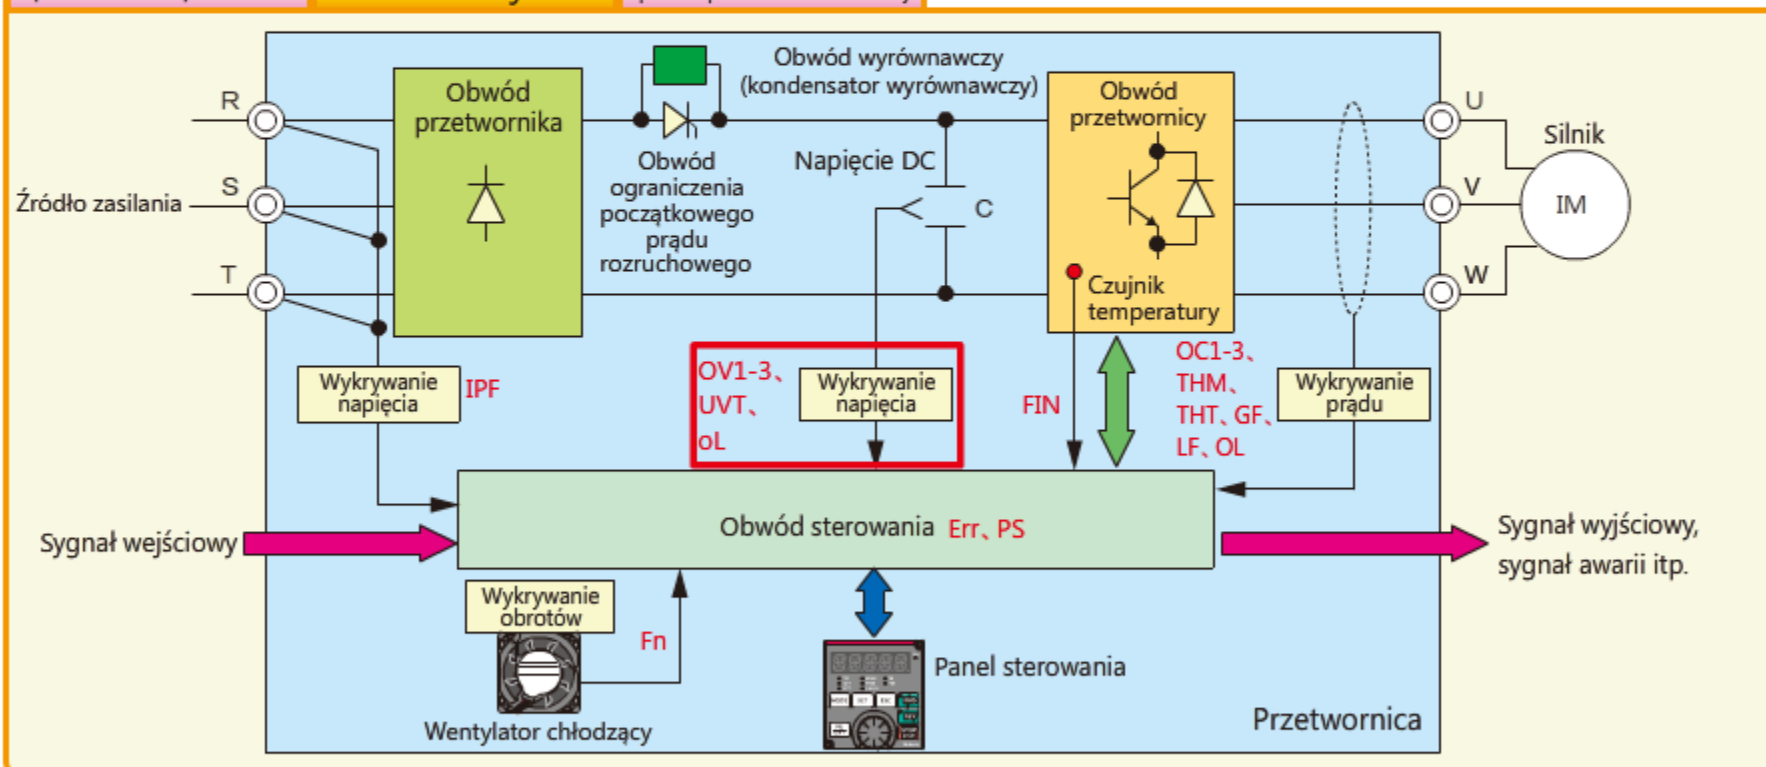 Obwód wyrównawczy
(kondensator wyrównawczy)
Obwód
przetwornika
Obwód
przetwornicy
R
U
Silnik
Obwód
ograniczenia
początkowego
prądu
rozruchowego
Napięcie DC
Źródło zasilania
S
C
V
IM
T
W
Czujnik
temperatury
Wykrywanie
napięcia
IPF
OV1-3、
UVT、
oL
Wykrywanie
napięcia
FIN
OC1-3、
THM、
THT、GF、
LF、OL
Wykrywanie
prądu
Sygnał wejściowy
Obwód sterowania Err、PS
Sygnał wyjściowy,
sygnał awarii itp.
Wykrywanie
obrotów
Fn
Panel sterowania
Wentylator chłodzący
Przetwornica